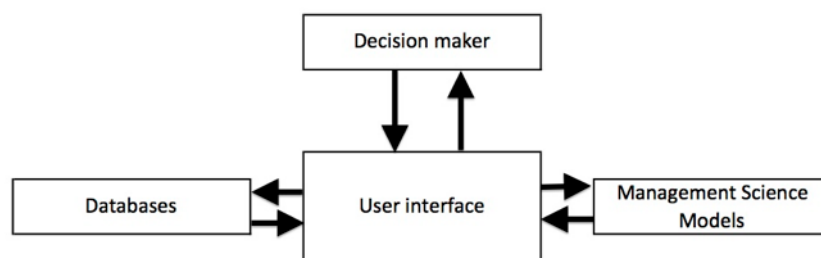 Decision maker
Databases
User interface
Management Science
Models